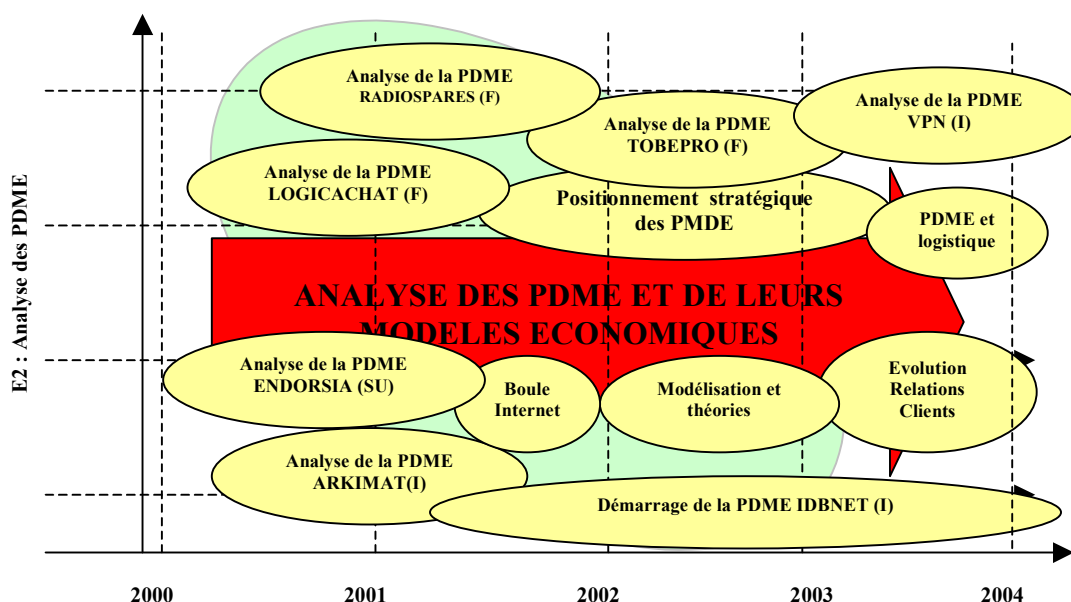 E2 : Analyse des PDME
Analyse de la PDME
RADIOSPARES (F)
Analyse de la PDME
TOBEPRO (F)
Analyse de la PDME
VPN (I)
Analyse de la PDME
LOGICACHAT (F)
Positionnement stratégique
des PMDE
PDME et
logistique
ANALYSE DES PDME ET DE LEURS
MODELES ECONOMIQUES
Analyse de la PDME
ENDORSIA (SU)
Boule
Internet
Modélisation et
théories
Evolution
Relations
Clients
Analyse de la PDME
ARKIMAT(I)
Démarrage de la PDME IDBNET (I)
2000
2001
2002
2003
2004